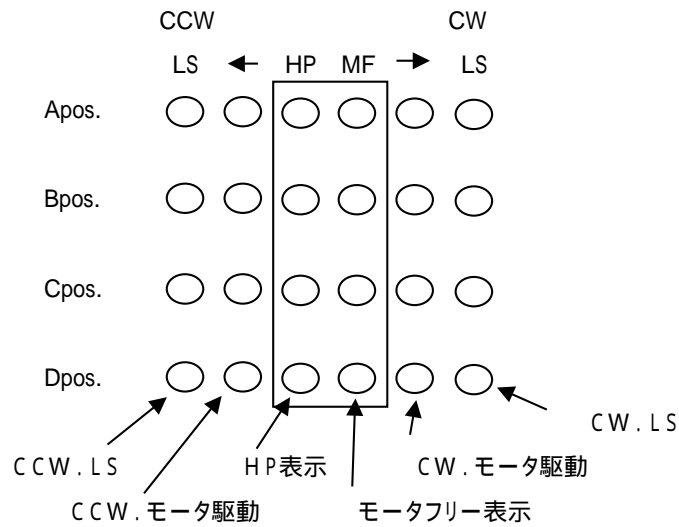 CCW CW
LS ← HP MF → LS
Apos.
Bpos.
Cpos.
Dpos.
CW.LS
CCW.LS HP表示 CW.モータ駆動
CCW.モータ駆動 モータフリー表示